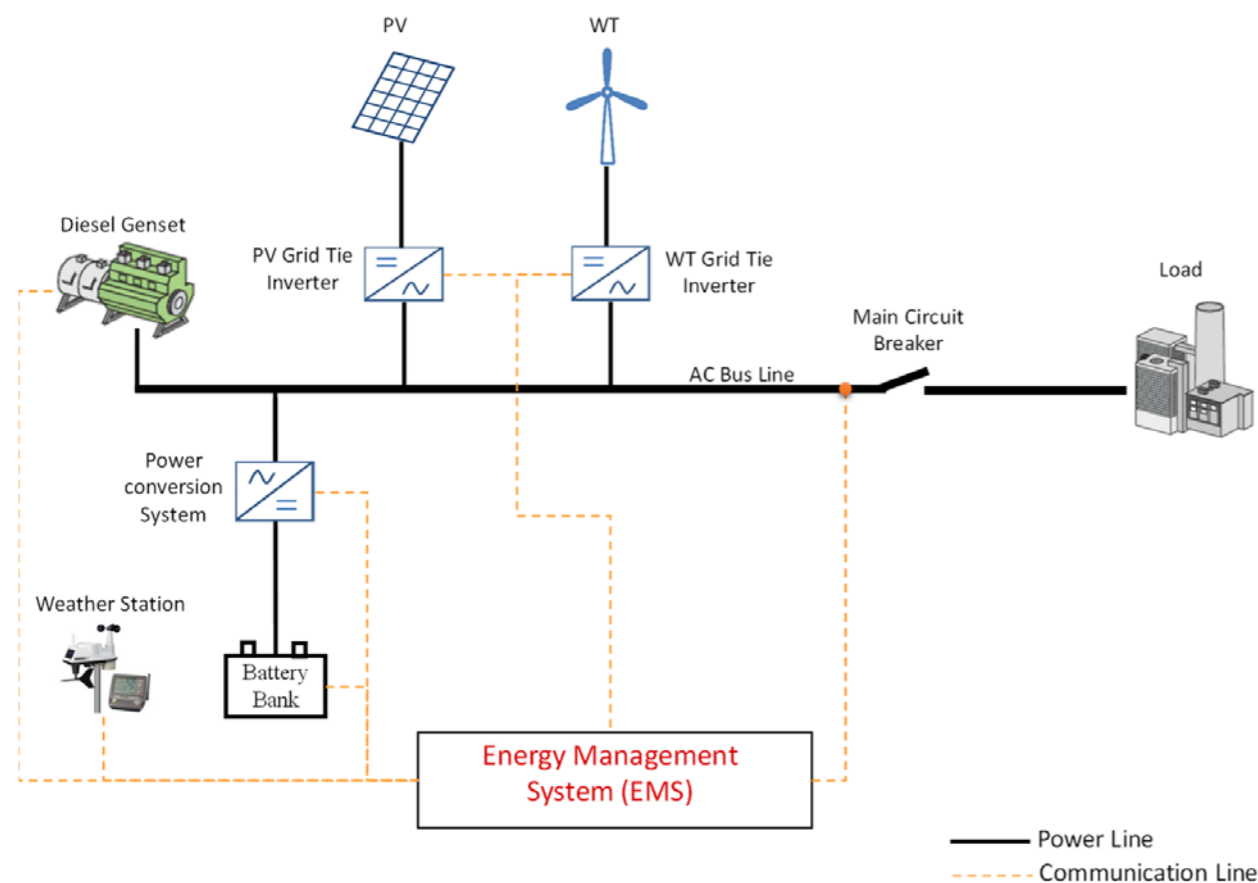 PV
WT
Diesel Genset
PV Grid Tie
Inverter
WT Grid Tie
Inverter
Load
Main Circuit
Breaker
AC Bus Line
Power
conversion
System
Weather Station
Battery
Bank
Energy Management
System (EMS)
Power Line
Communication Line